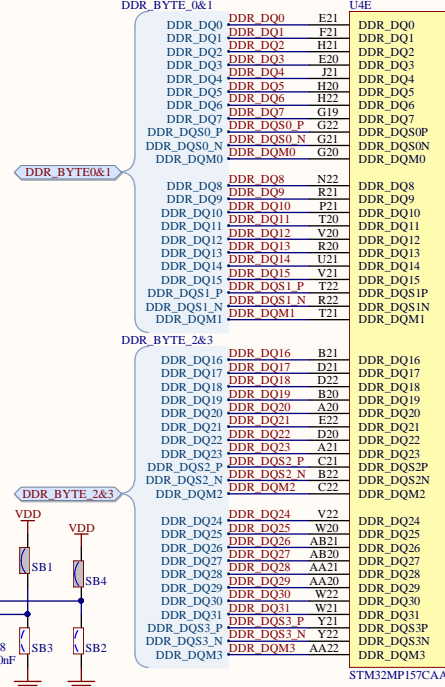 DDR_BYTE_0&1
U4E
DDR_DQ0 DDR_DQ0 E21 DDR_DQ0
DDR_DQ1 DDR_DQ1 F21 DDR_DQ1
DDR_DQ2 DDR_DQ2 H21 DDR_DQ2
DDR_DQ3 DDR_DQ3 E20 DDR_DQ3
DDR_DQ4 DDR_DQ4 J21 DDR_DQ4
DDR_DQ5 DDR_DQ5 H20 DDR_DQ5
DDR_DQ6 DDR_DQ6 H22 DDR_DQ6
DDR_DQ7 DDR_DQ7 G19 DDR_DQ7
DDR_DQS0_P DDR_DQS0_P G22 DDR_DQS0P
DDR_DQS0_N DDR_DQS0_N G21 DDR_DQS0N
DDR_DQM0 DDR_DQM0 G20 DDR_DQM0
DDR_BYTE0&1
DDR_DQ8 DDR_DQ8 N22 DDR_DQ8
DDR_DQ9 DDR_DQ9 R21 DDR_DQ9
DDR_DQ10 DDR_DQ10 P21 DDR_DQ10
DDR_DQ11 DDR_DQ11 T20 DDR_DQ11
DDR_DQ12 DDR_DQ12 V20 DDR_DQ12
DDR_DQ13 DDR_DQ13 R20 DDR_DQ13
DDR_DQ14 DDR_DQ14 U21 DDR_DQ14
DDR_DQ15 DDR_DQ15 V21 DDR_DQ15
DDR_DQS1_P DDR_DQS1_P T22 DDR_DQS1P
DDR_DQS1_N DDR_DQS1_N R22 DDR_DQS1N
DDR_DQM1 DDR_DQM1 T21 DDR_DQM1
DDR_BYTE_2&3
DDR_DQ16 DDR_DQ16 B21 DDR_DQ16
DDR_DQ17 DDR_DQ17 D21 DDR_DQ17
DDR_DQ18 DDR_DQ18 D22 DDR_DQ18
DDR_DQ19 DDR_DQ19 B20 DDR_DQ19
DDR_DQ20 DDR_DQ20 A20 DDR_DQ20
DDR_DQ21 DDR_DQ21 E22 DDR_DQ21
DDR_DQ22 DDR_DQ22 D20 DDR_DQ22
DDR_DQ23 DDR_DQ23 A21 DDR_DQ23
DDR_DQS2_P DDR_DQS2_P C21 DDR_DQS2P
DDR_DQS2_N DDR_DQS2_N B22 DDR_DQS2N
DDR_DQM2 DDR_DQM2 C22 DDR_DQM2
DDR_BYTE_2&3
DDR_DQ24 DDR_DQ24 V22 DDR_DQ24
DDR_DQ25 DDR_DQ25 W20 DDR_DQ25
DDR_DQ26 DDR_DQ26 AB21 DDR_DQ26
DDR_DQ27 DDR_DQ27 AB20 DDR_DQ27
DDR_DQ28 DDR_DQ28 AA21 DDR_DQ28
DDR_DQ29 DDR_DQ29 AA20 DDR_DQ29
DDR_DQ30 DDR_DQ30 W22 DDR_DQ30
DDR_DQ31 DDR_DQ31 W21 DDR_DQ31
DDR_DQS3_P DDR_DQS3_P Y21 DDR_DQS3P
DDR_DQS3_N DDR_DQS3_N Y22 DDR_DQS3N
DDR_DQM3 DDR_DQM3 AA22 DDR_DQM3
VDD
VDD
SB1
SB4
8
SB3
SB2
0nF
STM32MP157CA